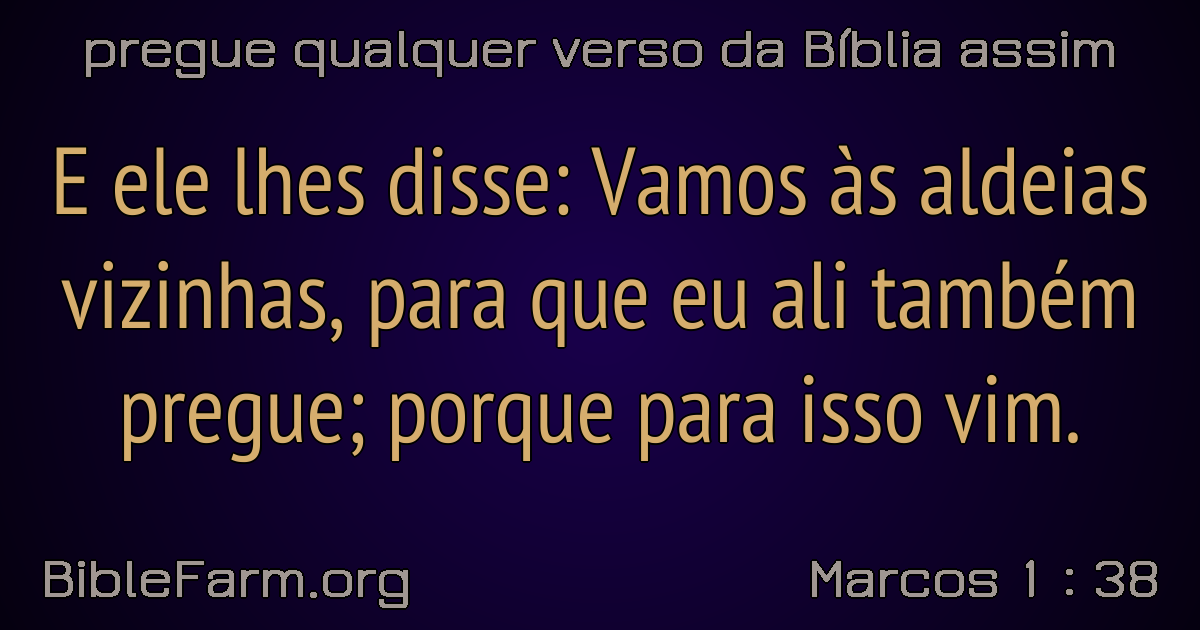 pregue qualquer verso da Bíblia assim
E ele lhes disse: Vamos às aldeias
vizinhas, para que eu ali também
pregue; porque para isso vim.
BibleFarm.org
Marcos 1 : 38